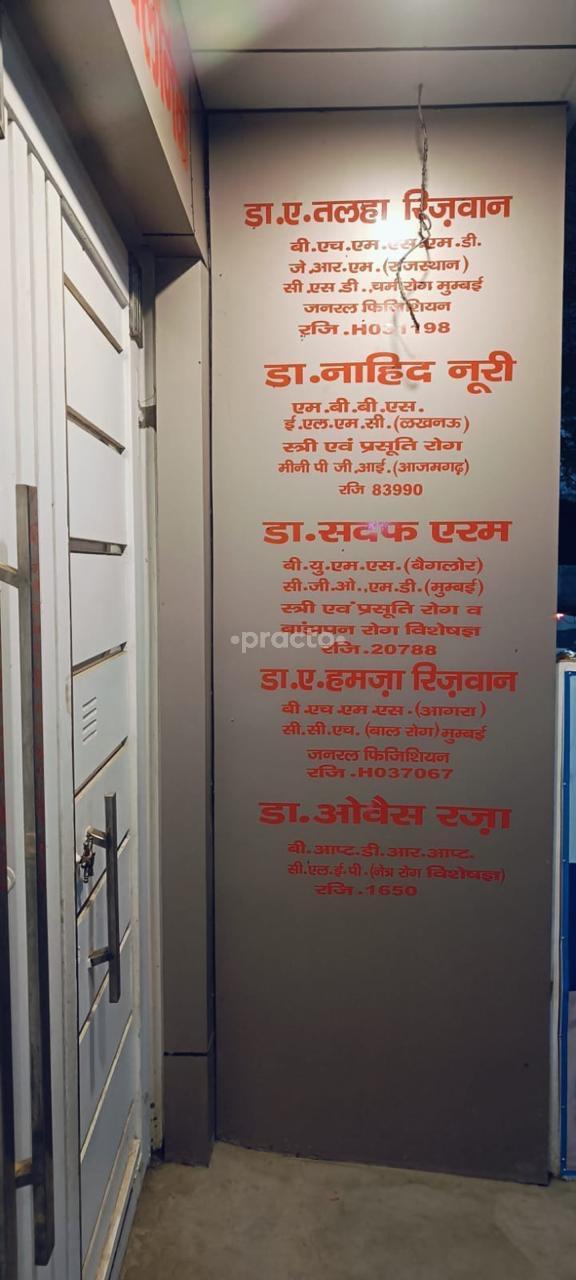 डा.ए.तलहा रिज़वान
बी.एच.एम.एस.एम.डी.
जे.आर.एम.(राजस्थान)
सी.एस.डी.,चर्म रोग मुम्बई
जनरल फिजिशियन
रजि.H031198
डा.नाहिद नूरी
एम.बी.बी.एस.
ई.एल.एम.सी.(लखनऊ)
स्त्री एवं प्रसूति रोग
मीनी पी जी.आई.(आजमगढ़)
रजि 83990
डा.सवफ एरम
बी.यु.एम.एस.(बैगलोर)
सी.जी.ओ.,एम.डी.(मुम्बई)
स्त्री एवं प्रसूति रोग व
बांझपन रोग विशेषज्ञ
•practo•
रजि.20788
डा.ए.हमज़ा रिज़वान
बी.एच.एम.एस.(आगरा)
सी.सी.एच. (बाल रोग)मुम्बई
जनरल फिजिशियन
रजि.H037067
डा.ओवैस रज़ा
बी.आप्ट.डी.आर.आप्ट.
सी.एल.ई.पी.(नेत्र रोग विशेषज्ञ)
रजि.1650